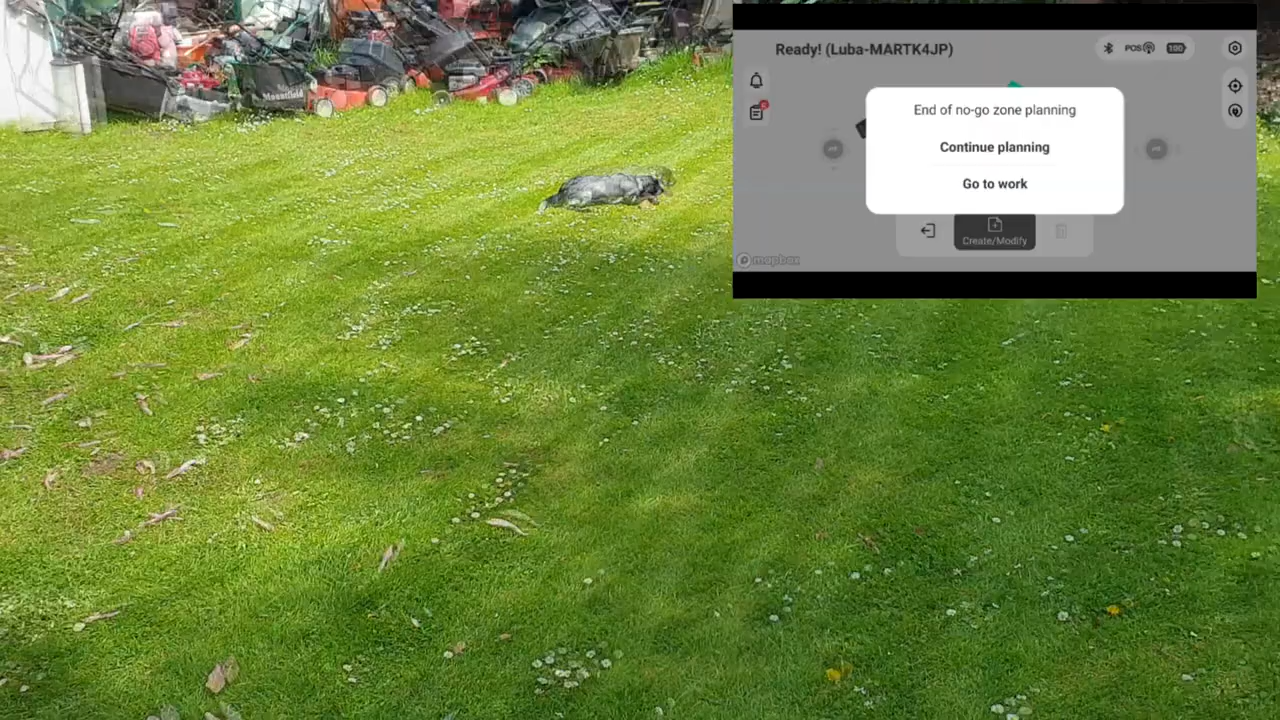 Ready! (Luba-MARTK4JP)
POS
100
End of no-go zone planning
Continue planning
Go to work
Create/Modify
mapbox
Mountfield